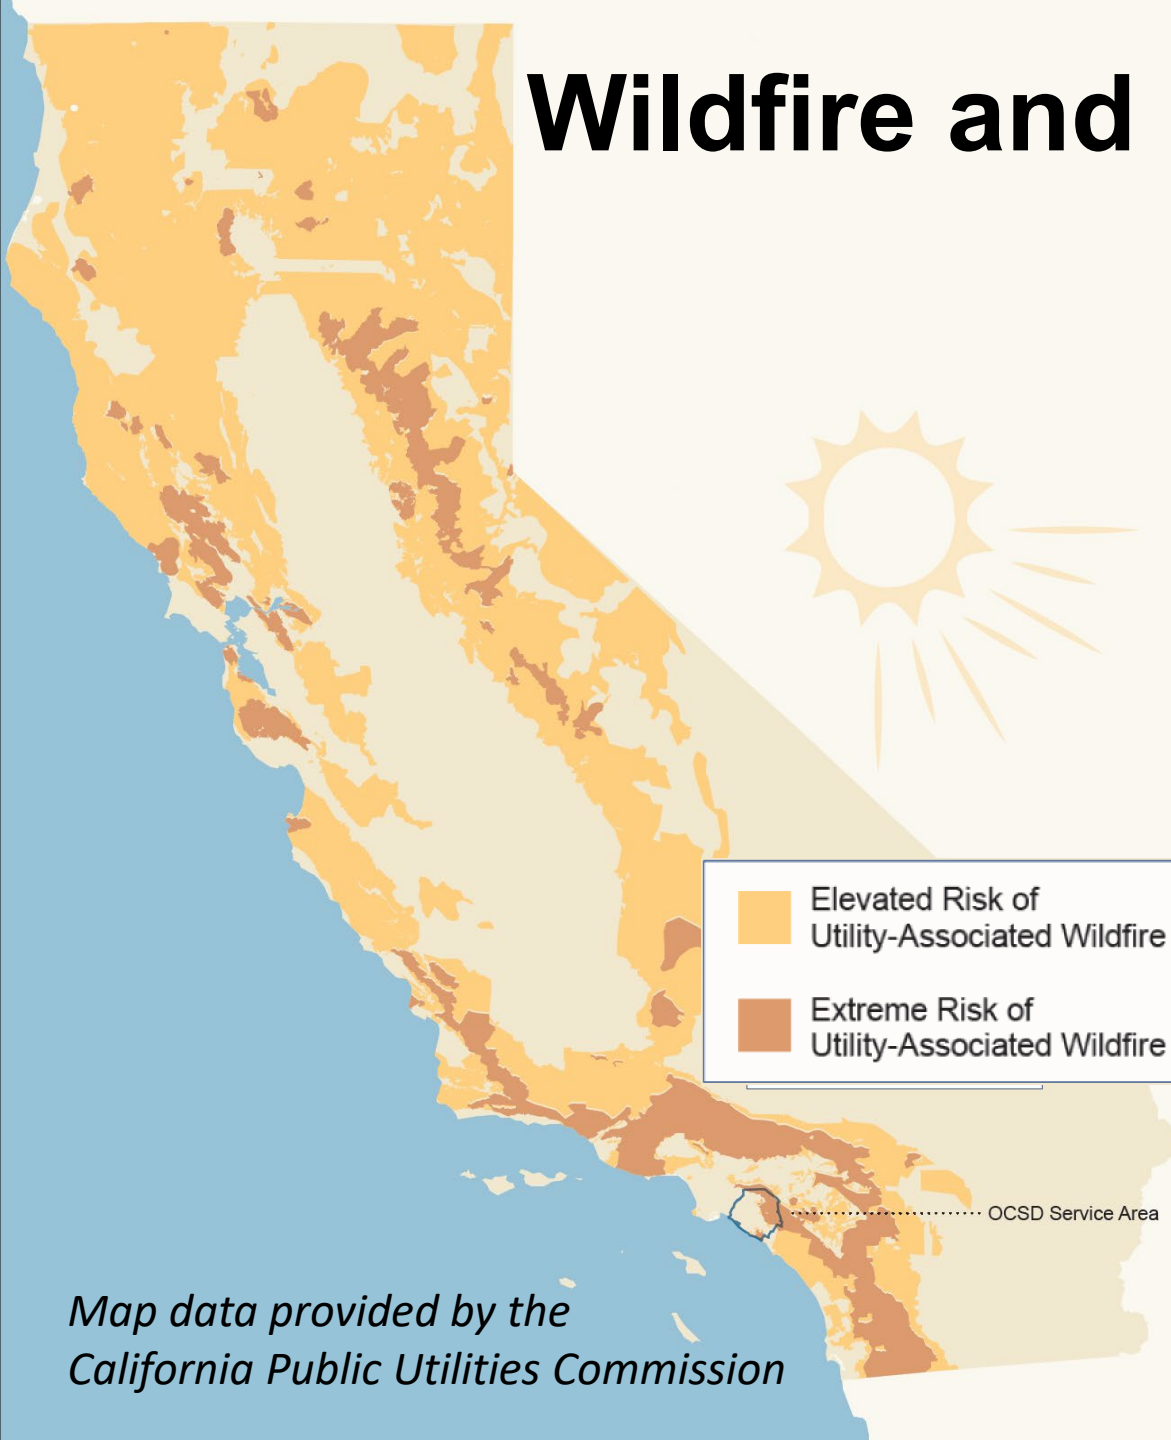 Wildfire and
Elevated Risk of
Utility-Associated Wildfire
Extreme Risk of
Utility-Associated Wildfire
OCSD Service Area
Map data provided by the
California Public Utilities Commission